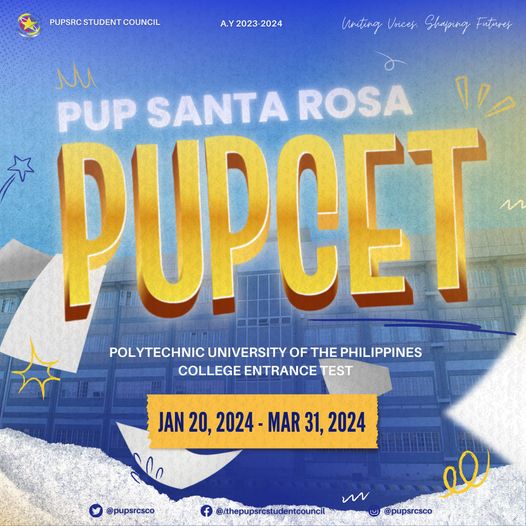 PUPSRC STUDENT COUNCIL
A.Y 2023-2024
Uniting Voices, Shaping Futures
PUP SANTA ROSA
PUPCET
POLYTECHNIC UNIVERSITY OF THE PHILIPPINES
COLLEGE ENTRANCE TEST
JAN 20, 2024 - MAR 31, 2024
@pupsrcsco
@/thepupsrcstudentcouncil
@pupsrcsco